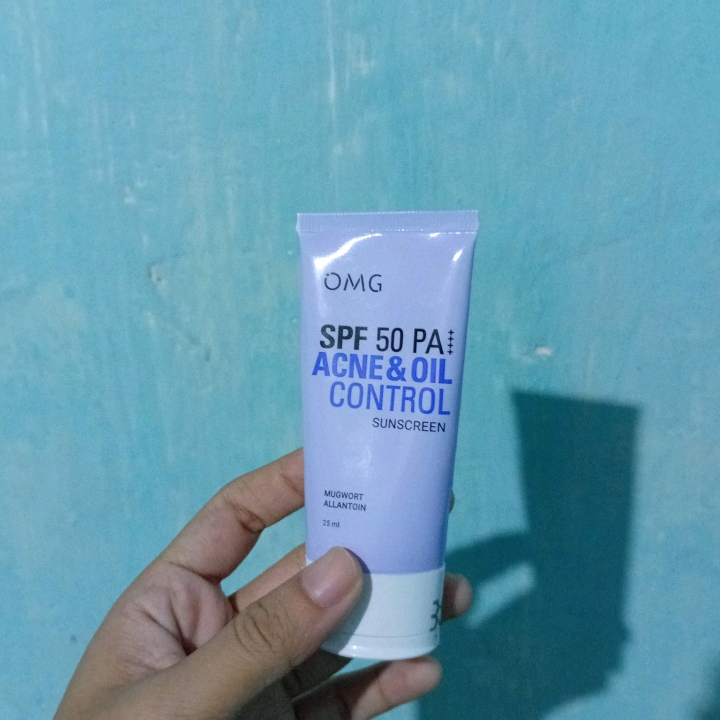 OMG
SPF 50 PA++++
ACNE & OIL
CONTROL
SUNSCREEN
MUGWORT
ALLANTOIN
25 ml